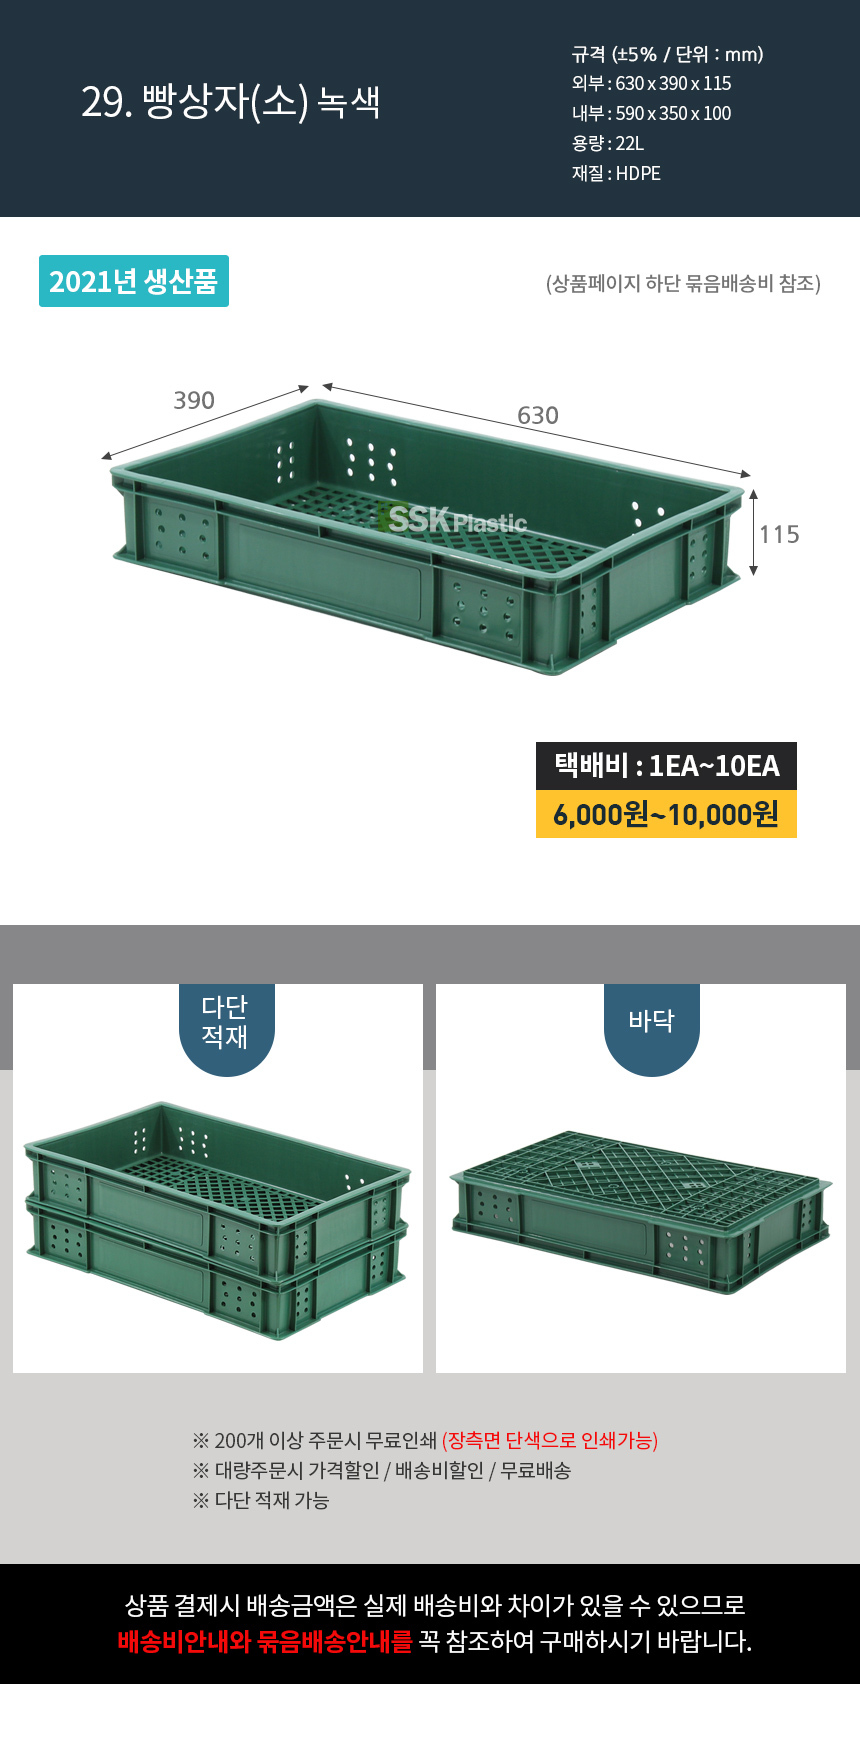 29. 빵상자(소) 녹색
규격 (±5% / 단위 : mm)
외부 : 630 x 390 x 115
내부 : 590 x 350 x 100
용량 : 22L
재질 : HDPE
2021년 생산품
(상품페이지 하단 묶음배송비 참조)
390
630
SSK Plastic
115
택배비 : 1EA~10EA
6,000원~10,000원
다단
적재
바닥
※ 200개 이상 주문시 무료인쇄 (장측면 단색으로 인쇄가능)
※ 대량주문시 가격할인 / 배송비할인 / 무료배송
※ 다단 적재 가능
상품 결제시 배송금액은 실제 배송비와 차이가 있을 수 있으므로
배송비안내와 묶음배송안내를 꼭 참조하여 구매하시기 바랍니다.